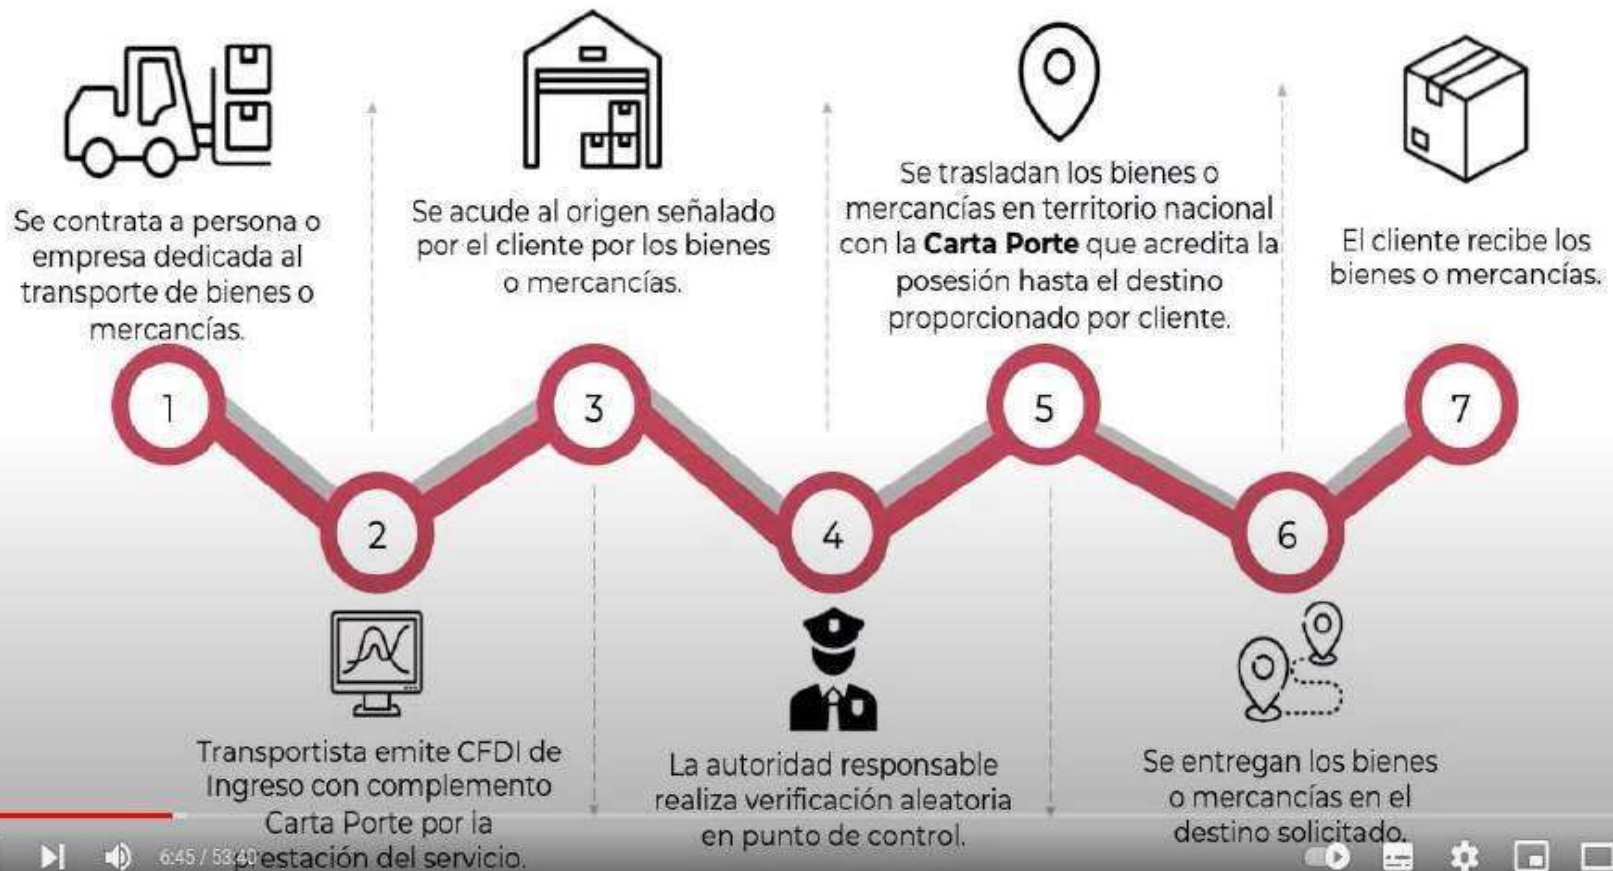 Se contrata a persona o
empresa dedicada al
transporte de bienes o
mercancías.
1
2
Transportista emite CFDI de
Ingreso con complemento
Carta Porte por la
prestación del servicio.
Se acude al origen señalado
por el cliente por los bienes
o mercancías.
3
4
La autoridad responsable
realiza verificación aleatoria
en punto de control.
Se trasladan los bienes o
mercancías en territorio nacional
con la Carta Porte que acredita la
posesión hasta el destino
proporcionado por cliente.
5
6
Se entregan los bienes
o mercancías en el
destino solicitado.
El cliente recibe los
bienes o mercancías.
7
6:45 / 53:40